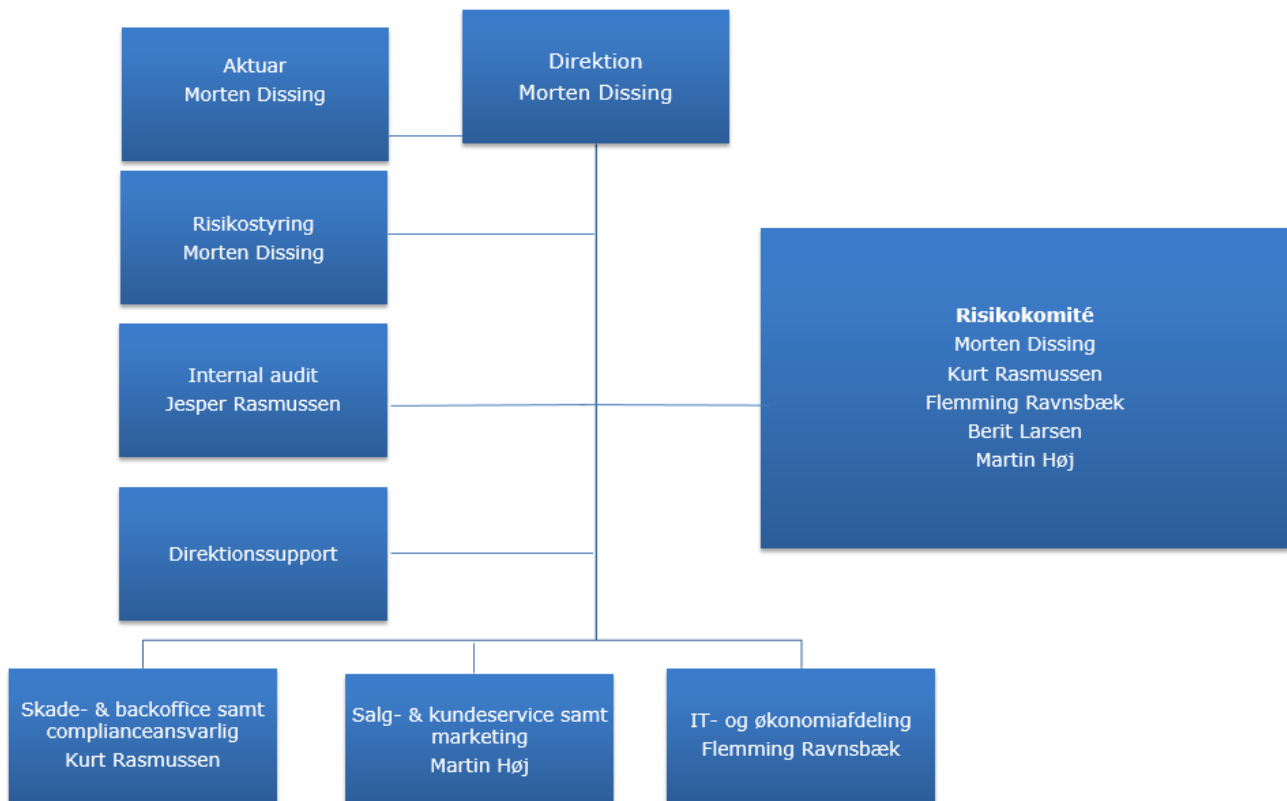 Aktuar
Morten Dissing
Direktion
Morten Dissing
Risikostyring
Morten Dissing
Internal audit
Jesper Rasmussen
Risikokomité
Morten Dissing
Kurt Rasmussen
Flemming Ravnsbæk
Berit Larsen
Martin Høj
Direktionssupport
Skade- & backoffice samt
complianceansvarlig
Kurt Rasmussen
Salg- & kundeservice samt
marketing
Martin Høj
IT- og økonomiafdeling
Flemming Ravnsbæk